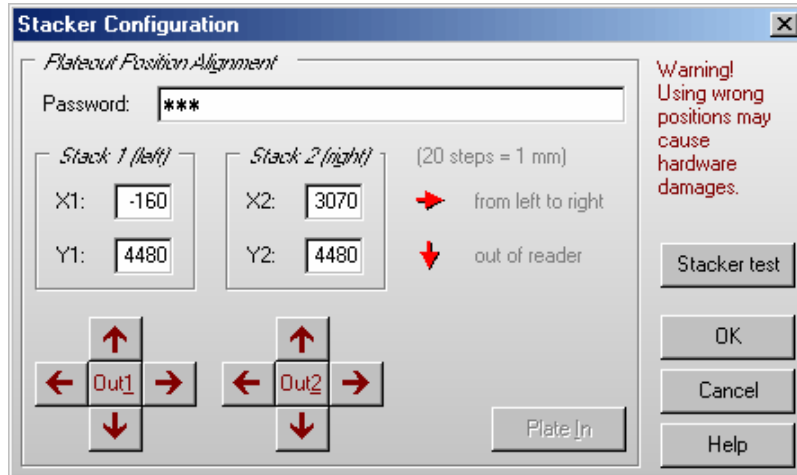 Stacker Configuration
Plateout Position Alignment
Password: ***
Stack 1 (left)
X1: -160
Y1: 4480
Stack 2 (right)
X2: 3070
Y2: 4480
(20 steps = 1 mm)
from left to right
out of reader
Out1
Out2
Plate In
Warning!
Using wrong
positions may
cause
hardware
damages.
Stacker test
OK
Cancel
Help